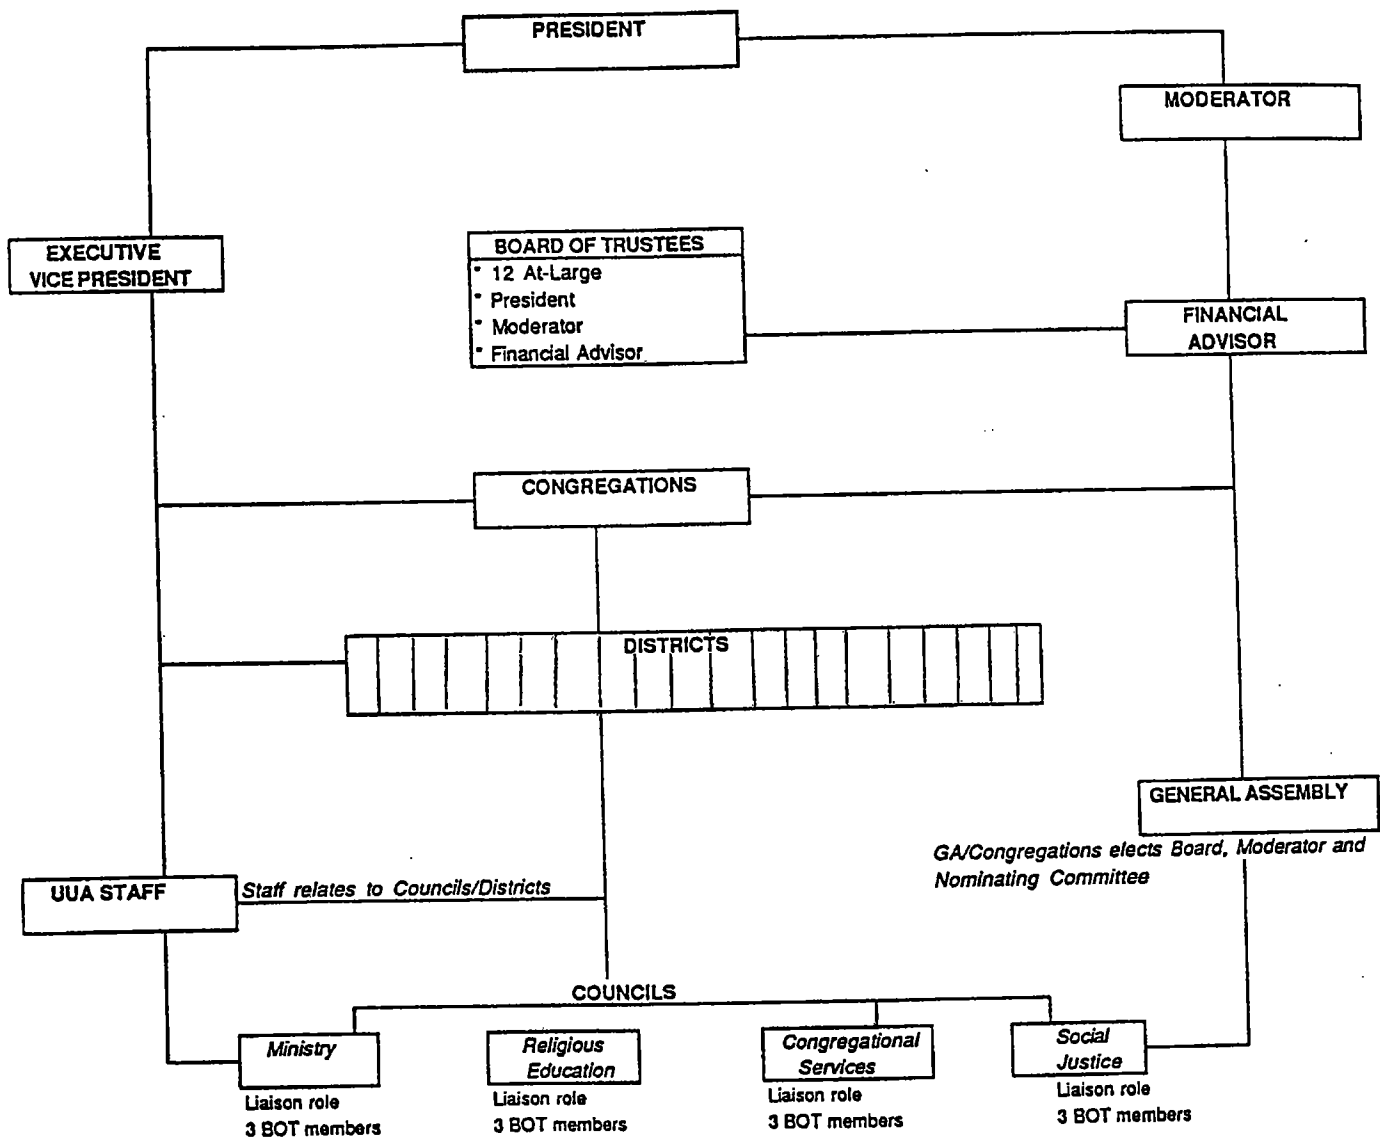 PRESIDENT
MODERATOR
EXECUTIVE
VICE PRESIDENT
BOARD OF TRUSTEES
* 12 At-Large
* President
* Moderator
* Financial Advisor
FINANCIAL
ADVISOR
CONGREGATIONS
DISTRICTS
GENERAL ASSEMBLY
GA/Congregations elects Board, Moderator and
Nominating Committee
UUA STAFF
Staff relates to Councils/Districts
COUNCILS
Ministry
Liaison role
3 BOT members
Religious
Education
Liaison role
3 BOT members
Congregational
Services
Liaison role
3 BOT members
Social
Justice
Liaison role
3 BOT members